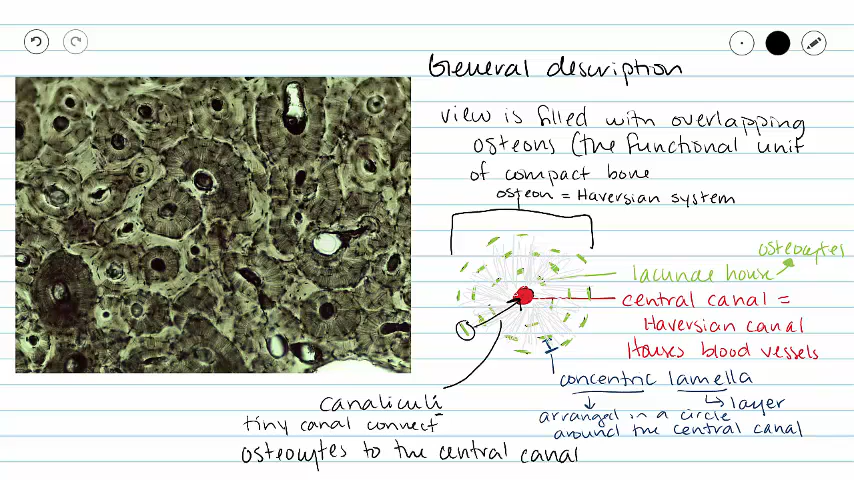 General description
view is filled with overlapping
osteons (the functional unit
of compact bone
osteon = Haversian system
osteocytes
lacunae house
central canal =
Haversian canal
Houses blood vessels
concentric lamella
layer
arranged in a circle
around the central canal
canaliculi
tiny canal connect
osteocytes to the central canal